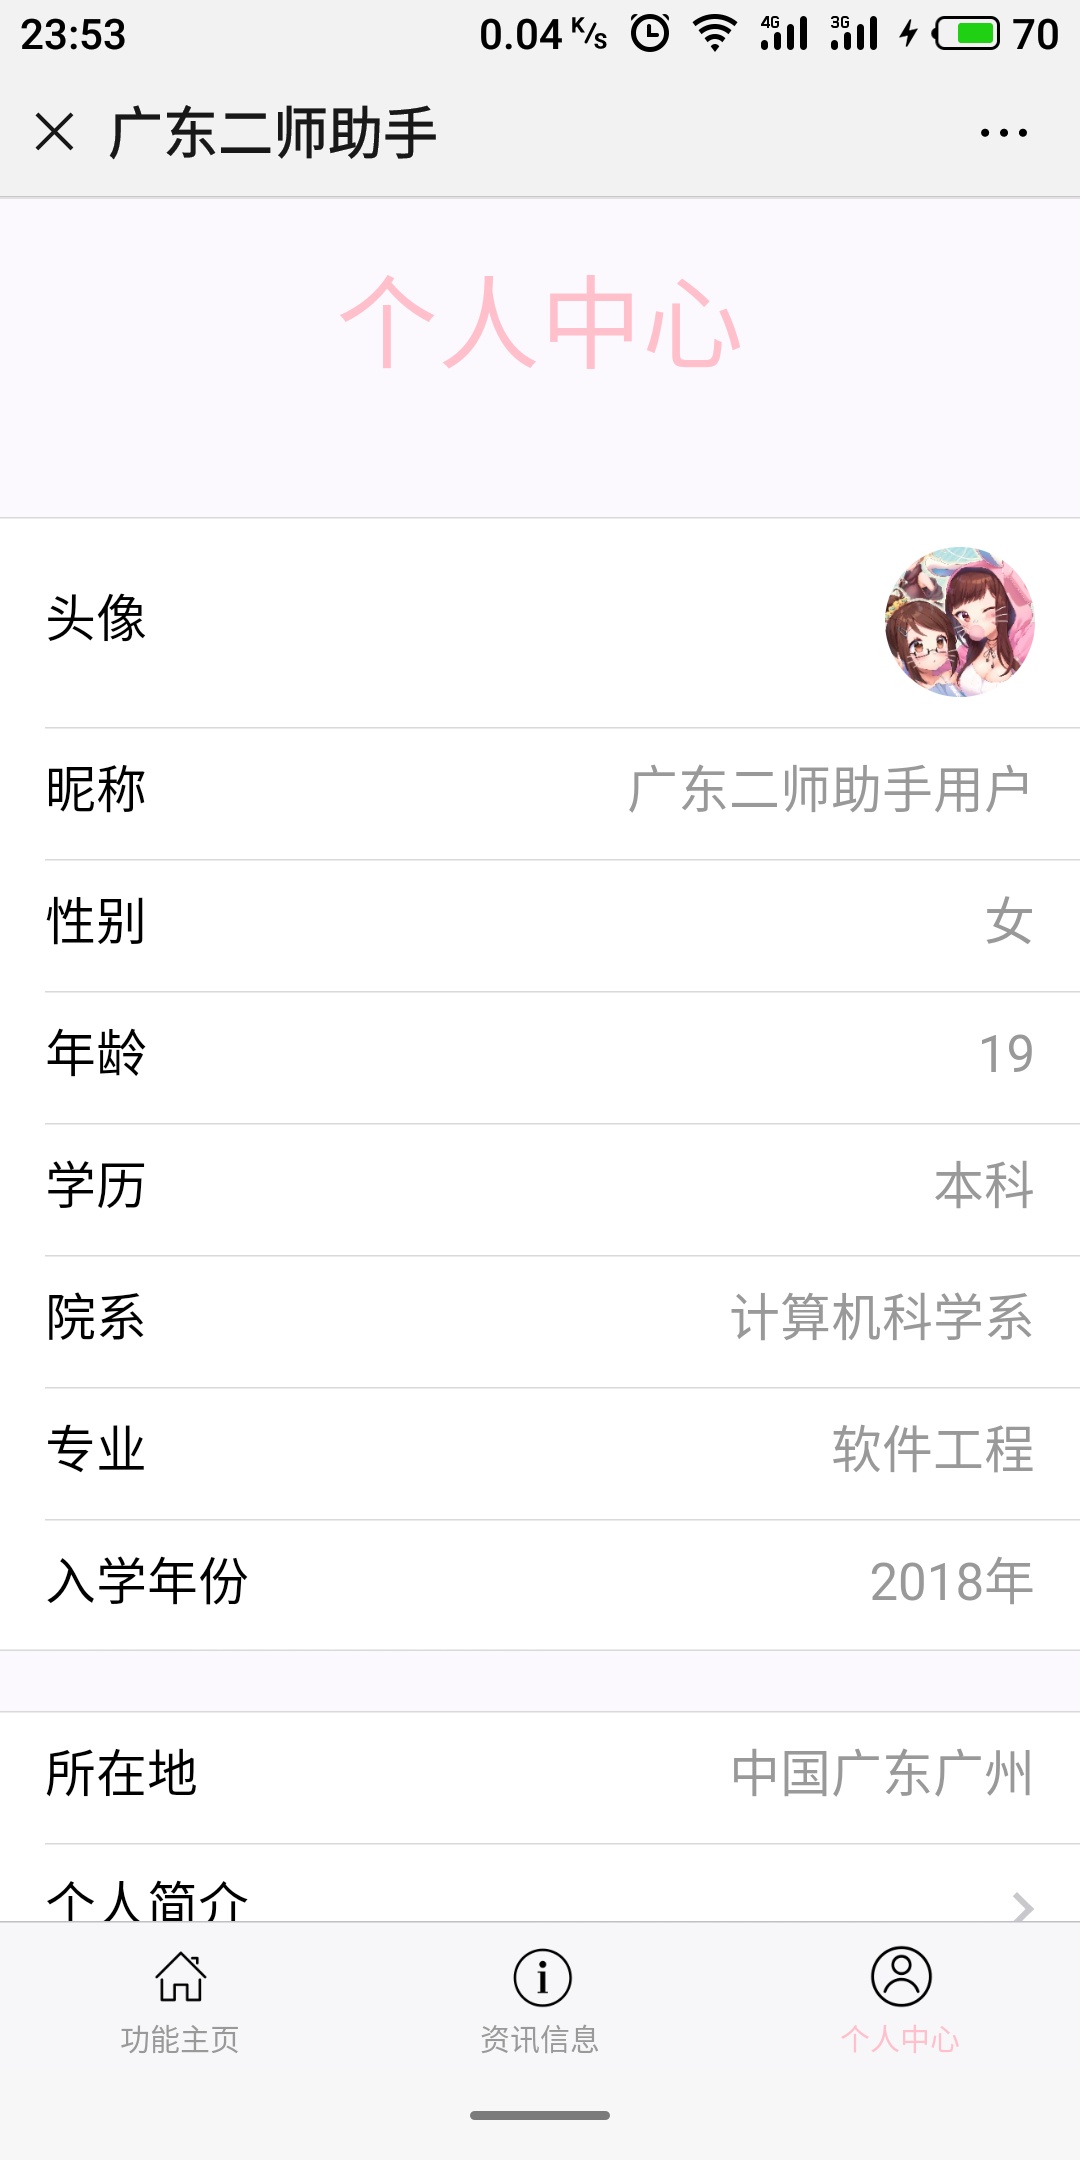 23:53 0.04 K/s 4G 3G 70
广东二师助手
个人中心
头像
昵称 广东二师助手用户
性别 女
年龄 19
学历 本科
院系 计算机科学系
专业 软件工程
入学年份 2018年
所在地 中国广东广州
个人简介
功能主页 资讯信息 个人中心